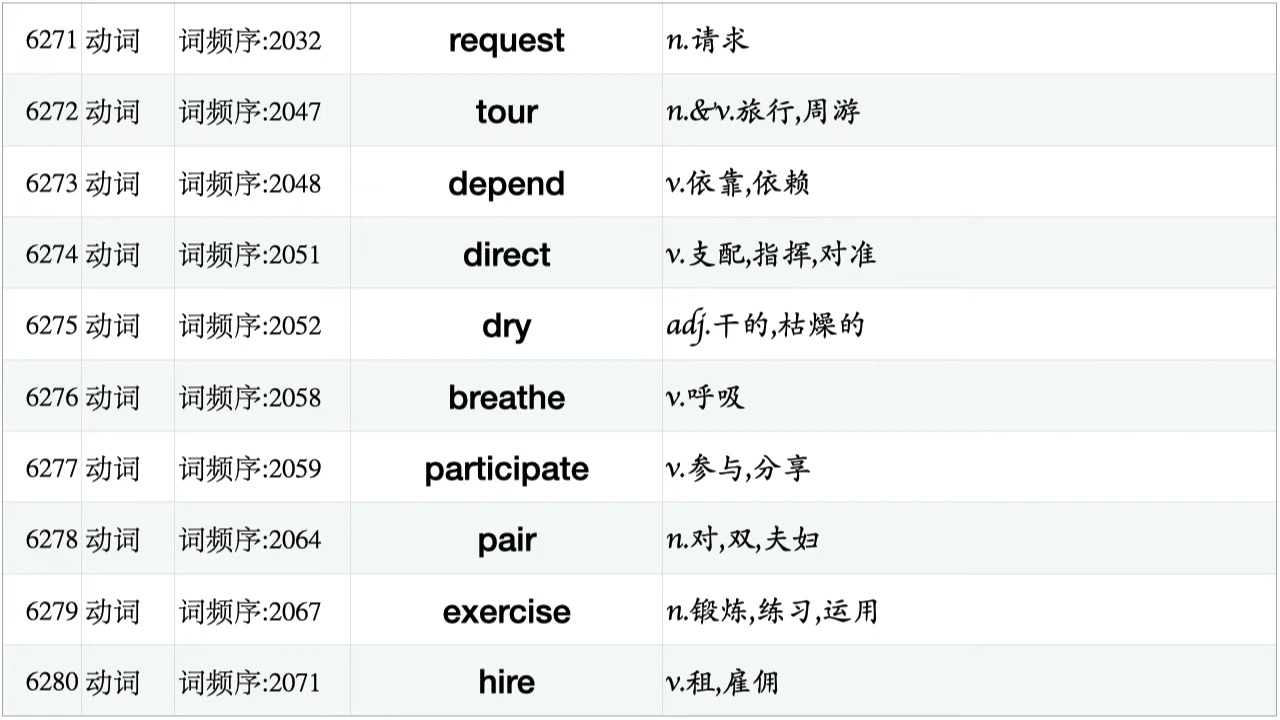 6271 动词 词频序:2032 request n.请求
6272 动词 词频序:2047 tour n.&v.旅行,周游
6273 动词 词频序:2048 depend v.依靠,依赖
6274 动词 词频序:2051 direct v.支配,指挥,对准
6275 动词 词频序:2052 dry adj.干的,枯燥的
6276 动词 词频序:2058 breathe v.呼吸
6277 动词 词频序:2059 participate v.参与,分享
6278 动词 词频序:2064 pair n.对,双,夫妇
6279 动词 词频序:2067 exercise n.锻炼,练习,运用
6280 动词 词频序:2071 hire v.租,雇佣